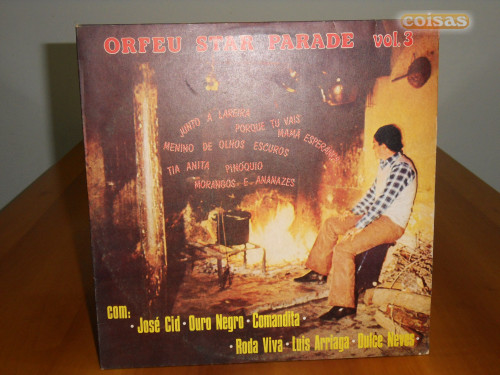 coisas
ORFEU STAR PARADE vol. 3
JUNTO À LAREIRA
PORQUE TU VAIS
MAMÃ ESPERANÇA
MENINO DE OLHOS ESCUROS
TIA ANITA PINÓQUIO
MORANGOS E ANANAZES
com:
• José Cid • Ouro Negro • Comandita •
• Roda Viva • Luis Arriaga • Dulce Neves •